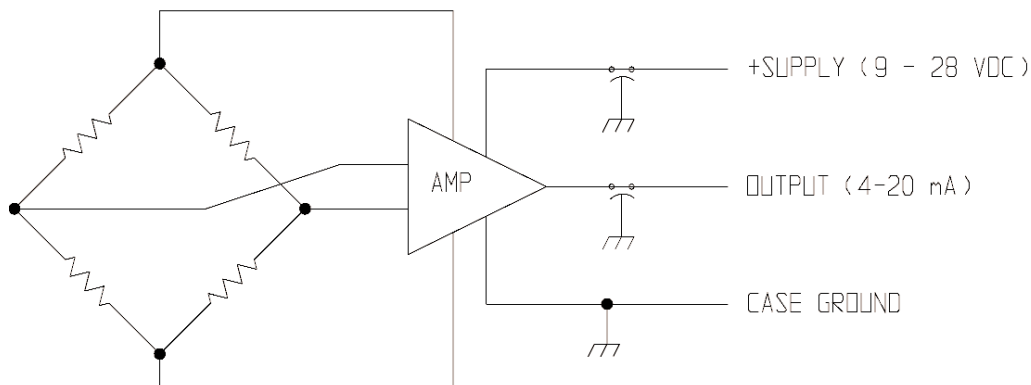 +SUPPLY (9 - 28 VDC)
AMP
OUTPUT (4-20 mA)
CASE GROUND